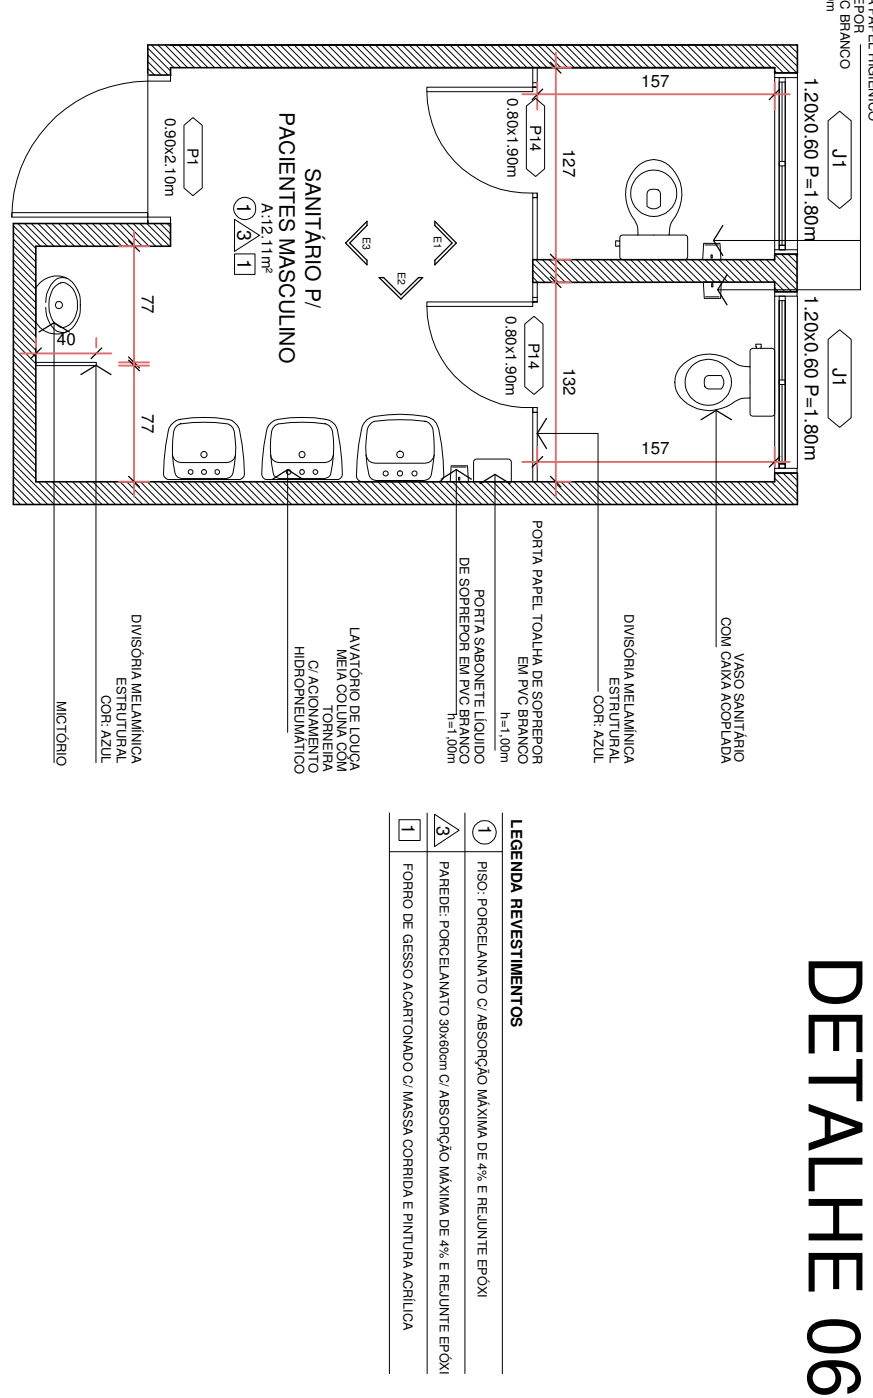 DETALHE 06
PAPEL HIGIÊNICO
EPOR
C BRANCO
J1
1.20x0.60 P=1.80m
J1
1.20x0.60 P=1.80m
157
157
VASO SANITÁRIO
COM CAIXA ACOPLADA
DIVISÓRIA MELAMÍNICA
ESTRUTURAL
COR: AZUL
127
132
P14
0.80x1.90m
P14
0.80x1.90m
PORTA PAPEL TOALHA DE SOPREPOR
EM PVC BRANCO
h=1,00m
PORTA SABONETE LÍQUIDO
DE SOPREPOR EM PVC BRANCO
h=1,00m
E1
E2
E3
SANITÁRIO P/
PACIENTES MASCULINO
A:12,11m²
1 3 1
LAVATÓRIO DE LOUÇA
MEIA COLUNA COM
TORNEIRA
C/ ACIONAMENTO
HIDROPNEUMÁTICO
P1
0.90x2.10m
77
77
40
DIVISÓRIA MELAMÍNICA
ESTRUTURAL
COR: AZUL
MICTÓRIO
LEGENDA REVESTIMENTOS
1 PISO: PORCELANATO C/ ABSORÇÃO MÁXIMA DE 4% E REJUNTE EPÓXI
3 PAREDE: PORCELANATO 30x60cm C/ ABSORÇÃO MÁXIMA DE 4% E REJUNTE EPÓXI
1 FORRO DE GESSO ACARTONADO C/ MASSA CORRIDA E PINTURA ACRÍLICA